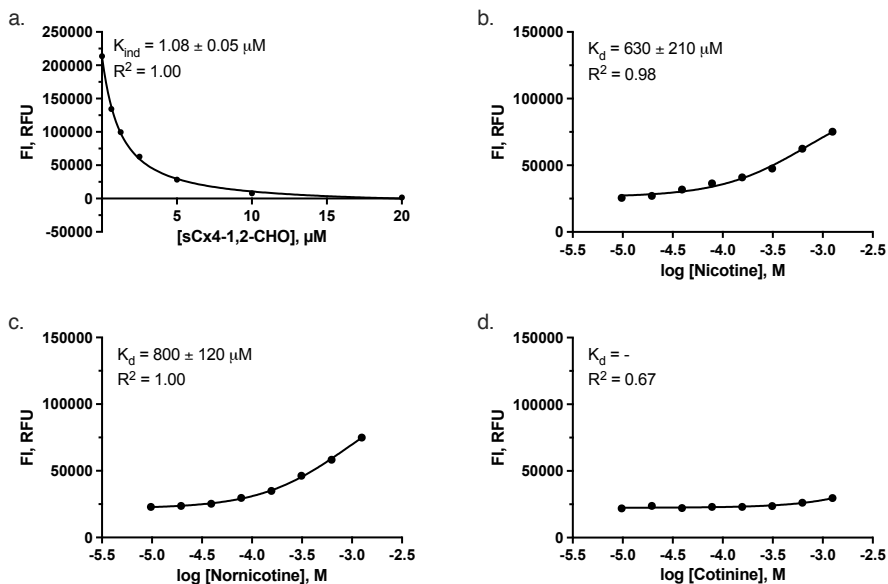 a.
K_ind = 1.08 ± 0.05 μM
R² = 1.00
FI, RFU
250000
200000
150000
100000
50000
0
-50000
5
10
15
20
[sCx4-1,2-CHO], μM
b.
K_d = 630 ± 210 μM
R² = 0.98
FI, RFU
150000
100000
50000
0
-5.5 -5.0 -4.5 -4.0 -3.5 -3.0 -2.5
log [Nicotine], M
c.
K_d = 800 ± 120 μM
R² = 1.00
FI, RFU
150000
100000
50000
0
-5.5 -5.0 -4.5 -4.0 -3.5 -3.0 -2.5
log [Nornicotine], M
d.
K_d = -
R² = 0.67
FI, RFU
150000
100000
50000
0
-5.5 -5.0 -4.5 -4.0 -3.5 -3.0 -2.5
log [Cotinine], M